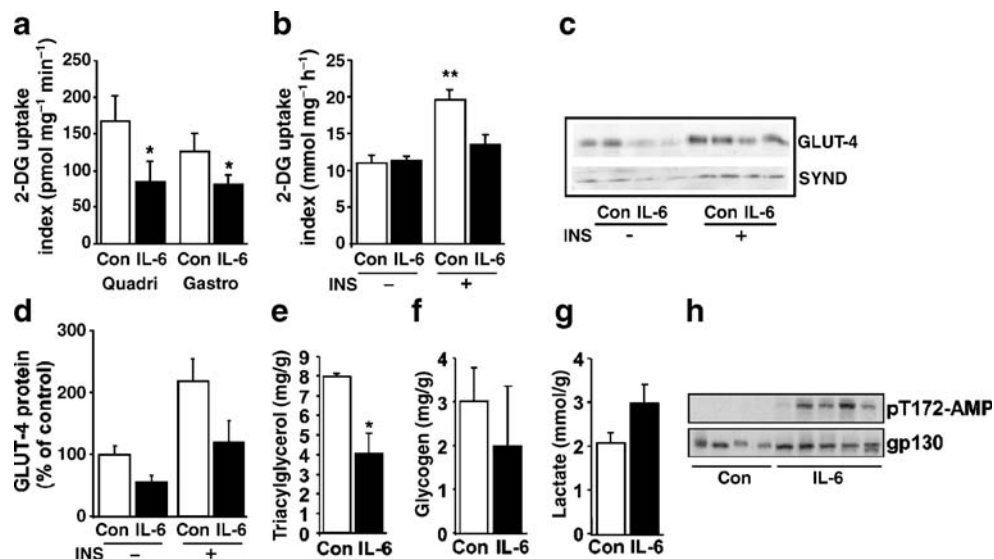 a
2-DG uptake
index (pmol mg⁻¹ min⁻¹)
250
200
150
100
50
0
*
*
Con IL-6 Con IL-6
Quadri Gastro
b
2-DG uptake
index (mmol mg⁻¹ h⁻¹)
25
20
15
10
5
0
**
Con IL-6 Con IL-6
INS – +
c
GLUT-4
SYND
Con IL-6 Con IL-6
INS - +
d
GLUT-4 protein
(% of control)
300
200
100
0
Con IL-6 Con IL-6
INS – +
e
Triacylglycerol (mg/g)
9
8
7
6
5
4
3
2
1
0
*
Con IL-6
f
Glycogen (mg/g)
4
3
2
1
0
Con IL-6
g
Lactate (mmol/g)
4
3
2
1
0
Con IL-6
h
pT172-AMP
gp130
Con IL-6